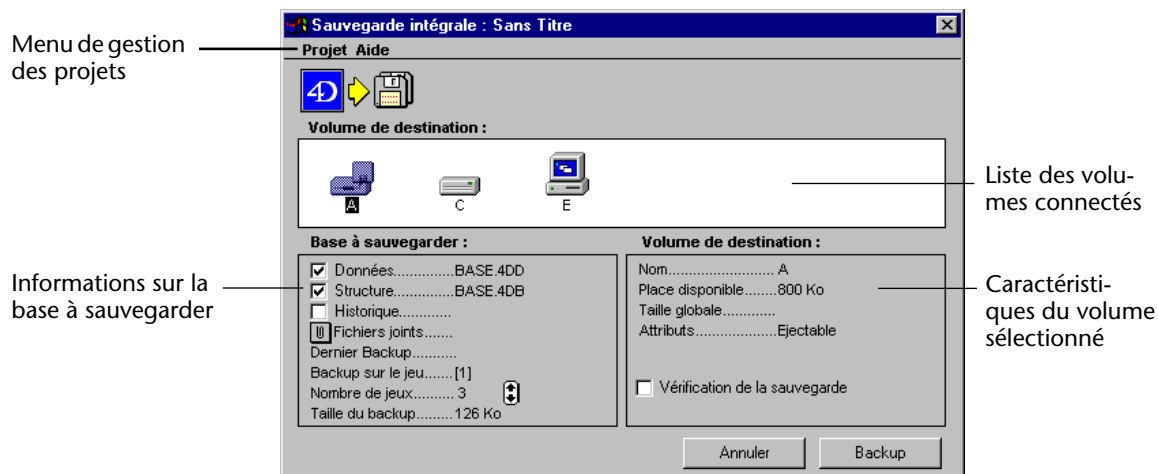 Sauvegarde intégrale : Sans Titre
Menu de gestion
des projets
Projet Aide
4D
Volume de destination :
A
C
E
Liste des volu-
mes connectés
Base à sauvegarder :
Informations sur la
base à sauvegarder
Données..............BASE.4DD
Structure..............BASE.4DB
Historique.............
Fichiers joints.......
Dernier Backup...........
Backup sur le jeu.......[1]
Nombre de jeux.......... 3
Taille du backup.........126 Ko
Volume de destination :
Nom.......................... A
Place disponible........800 Ko
Taille globale.............
Attributs....................Ejectable
Vérification de la sauvegarde
Caractéristi-
ques du volume
sélectionné
Annuler
Backup